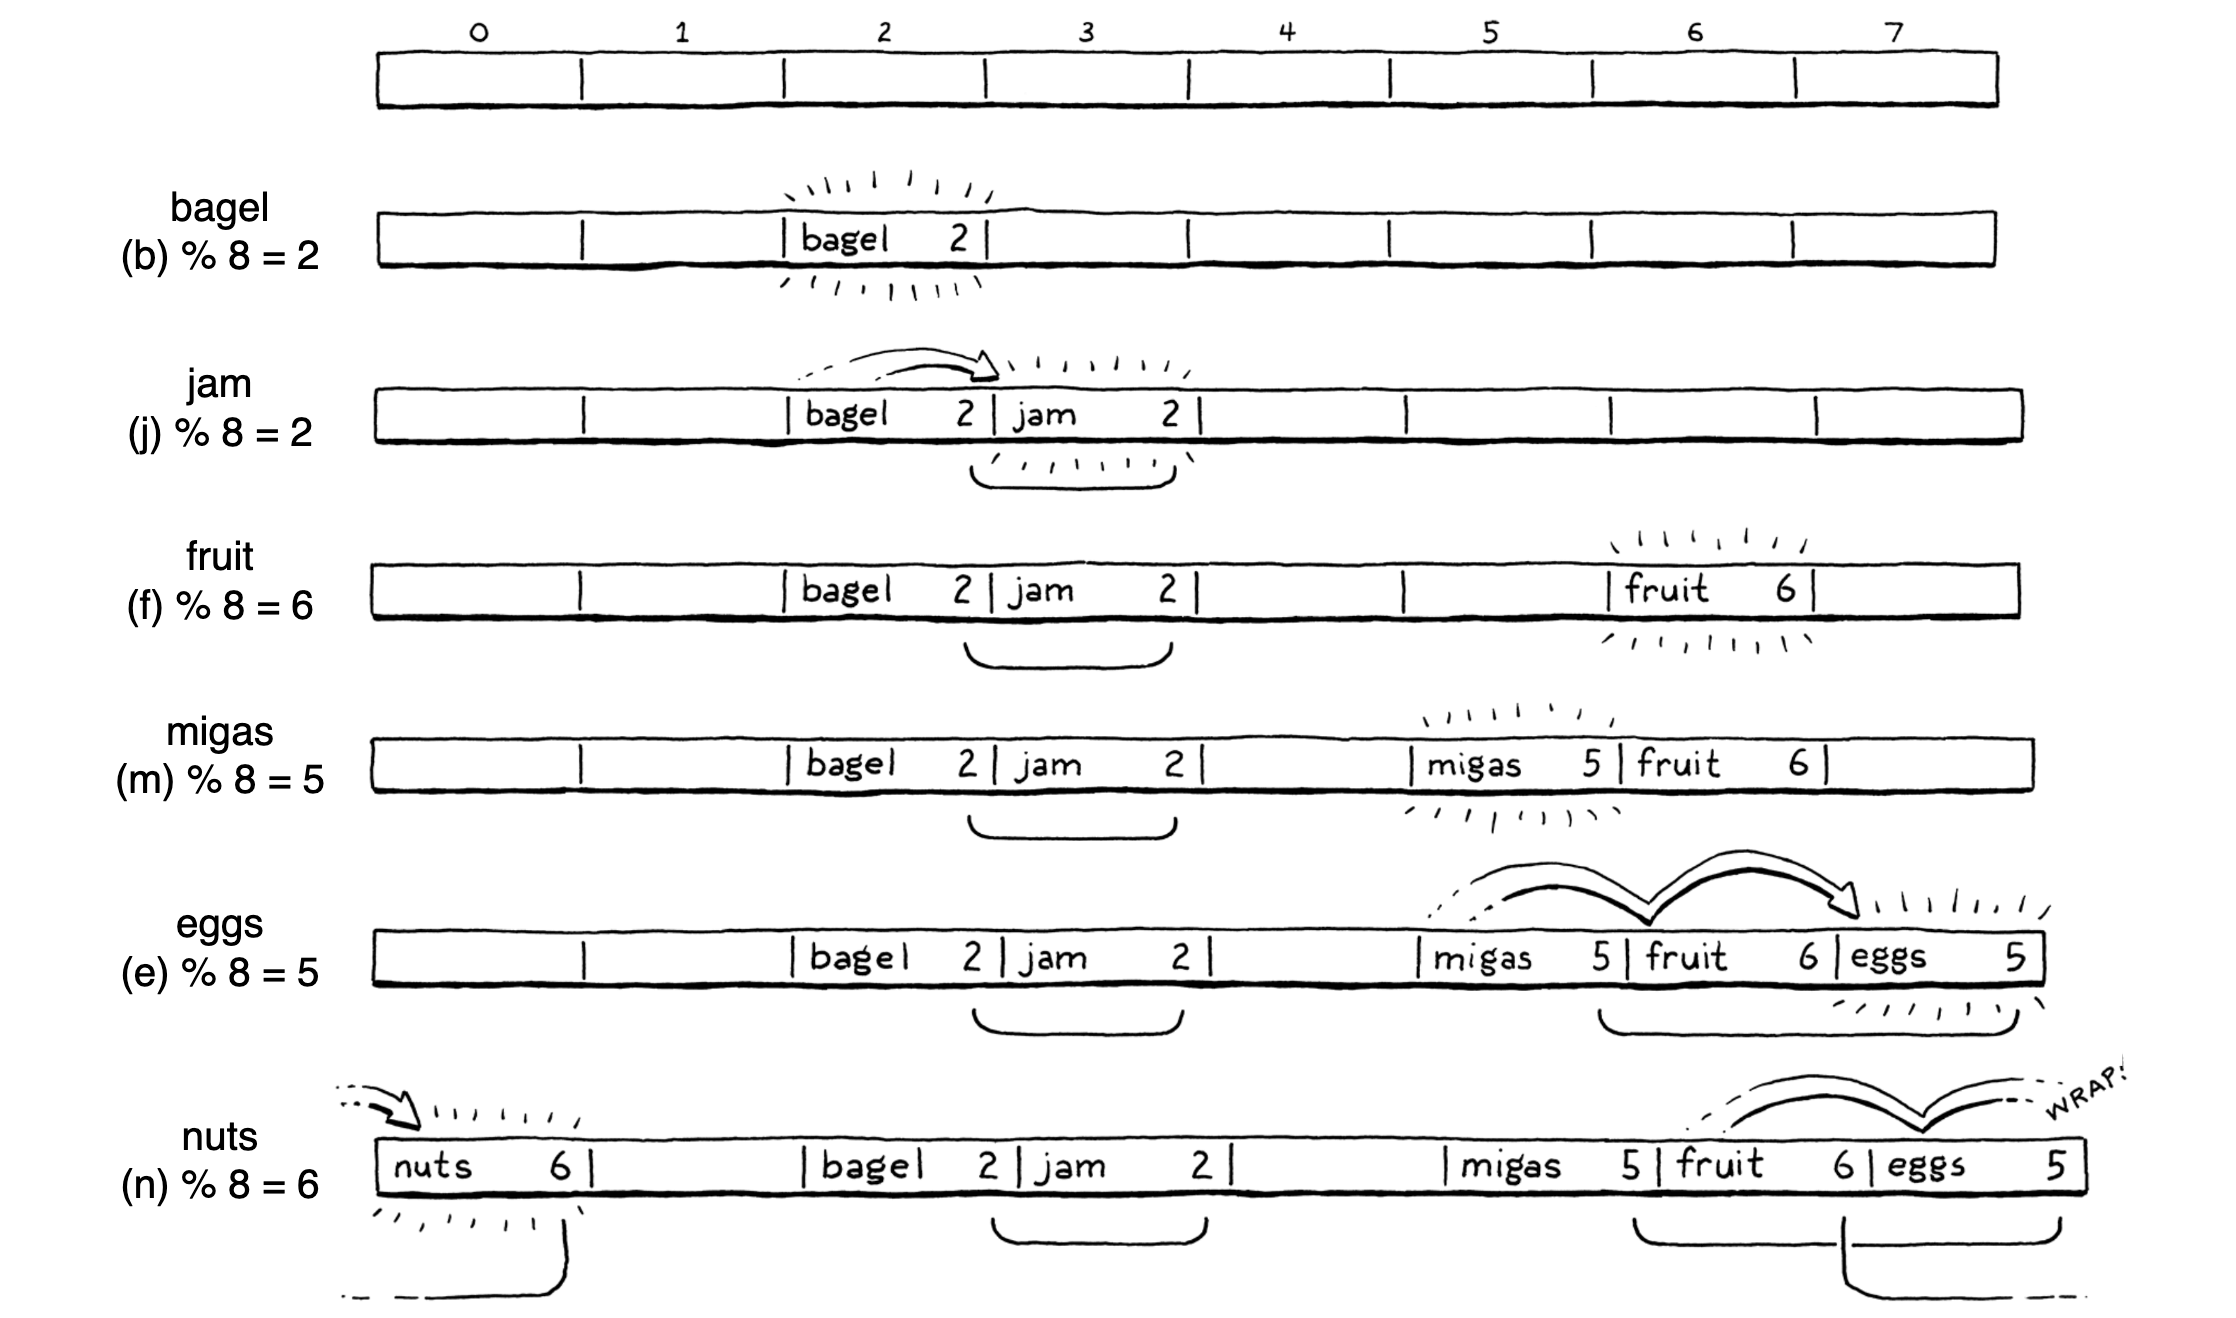 0 1 2 3 4 5 6 7
bagel
(b) % 8 = 2
bagel 2
jam
(j) % 8 = 2
bagel 2 jam 2
fruit
(f) % 8 = 6
bagel 2 jam 2 fruit 6
migas
(m) % 8 = 5
bagel 2 jam 2 migas 5 fruit 6
eggs
(e) % 8 = 5
bagel 2 jam 2 migas 5 fruit 6 eggs 5
WRAP!
nuts
(n) % 8 = 6
nuts 6 bagel 2 jam 2 migas 5 fruit 6 eggs 5